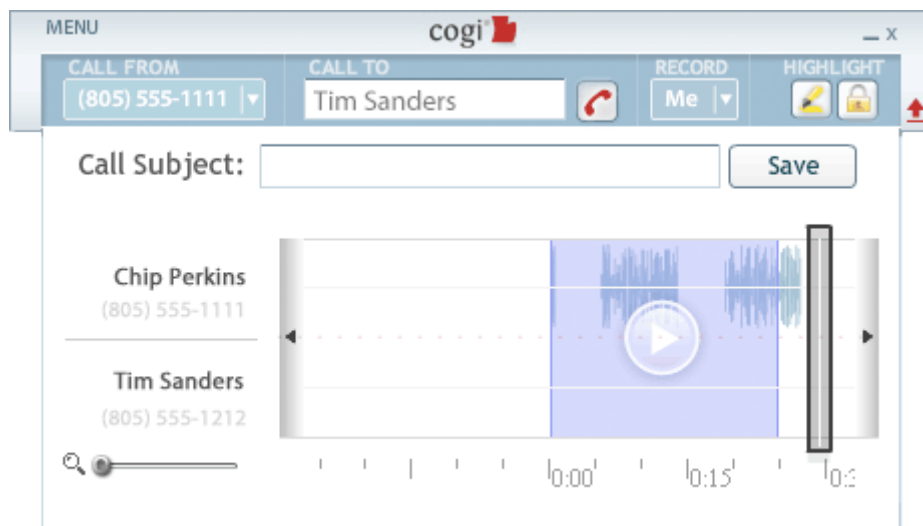 MENU
cogi
x
CALL FROM
CALL TO
RECORD
HIGHLIGHT
(805) 555-1111
Tim Sanders
Me
Call Subject:
Save
Chip Perkins
(805) 555-1111
Tim Sanders
(805) 555-1212
0:00
0:15